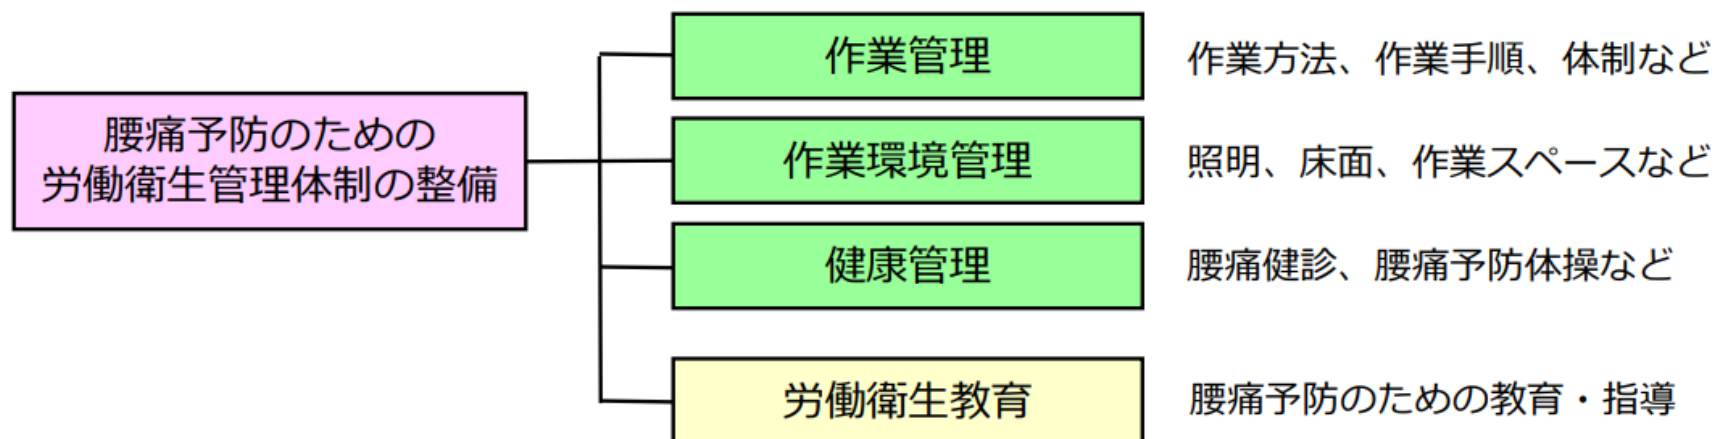 腰痛予防のための
労働衛生管理体制の整備
作業管理
作業方法、作業手順、体制など
作業環境管理
照明、床面、作業スペースなど
健康管理
腰痛健診、腰痛予防体操など
労働衛生教育
腰痛予防のための教育・指導